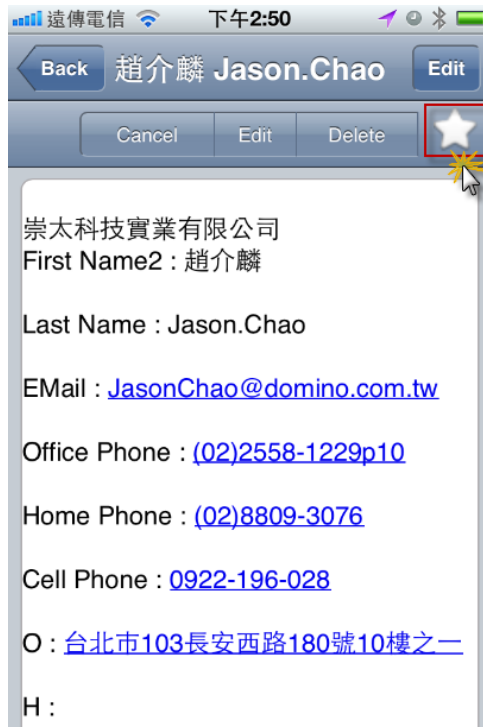 遠傳電信 下午2:50
Back 趙介麟 Jason.Chao Edit
Cancel Edit Delete
崇太科技實業有限公司
First Name2 : 趙介麟
Last Name : Jason.Chao
EMail : JasonChao@domino.com.tw
Office Phone : (02)2558-1229p10
Home Phone : (02)8809-3076
Cell Phone : 0922-196-028
O : 台北市103長安西路180號10樓之一
H :